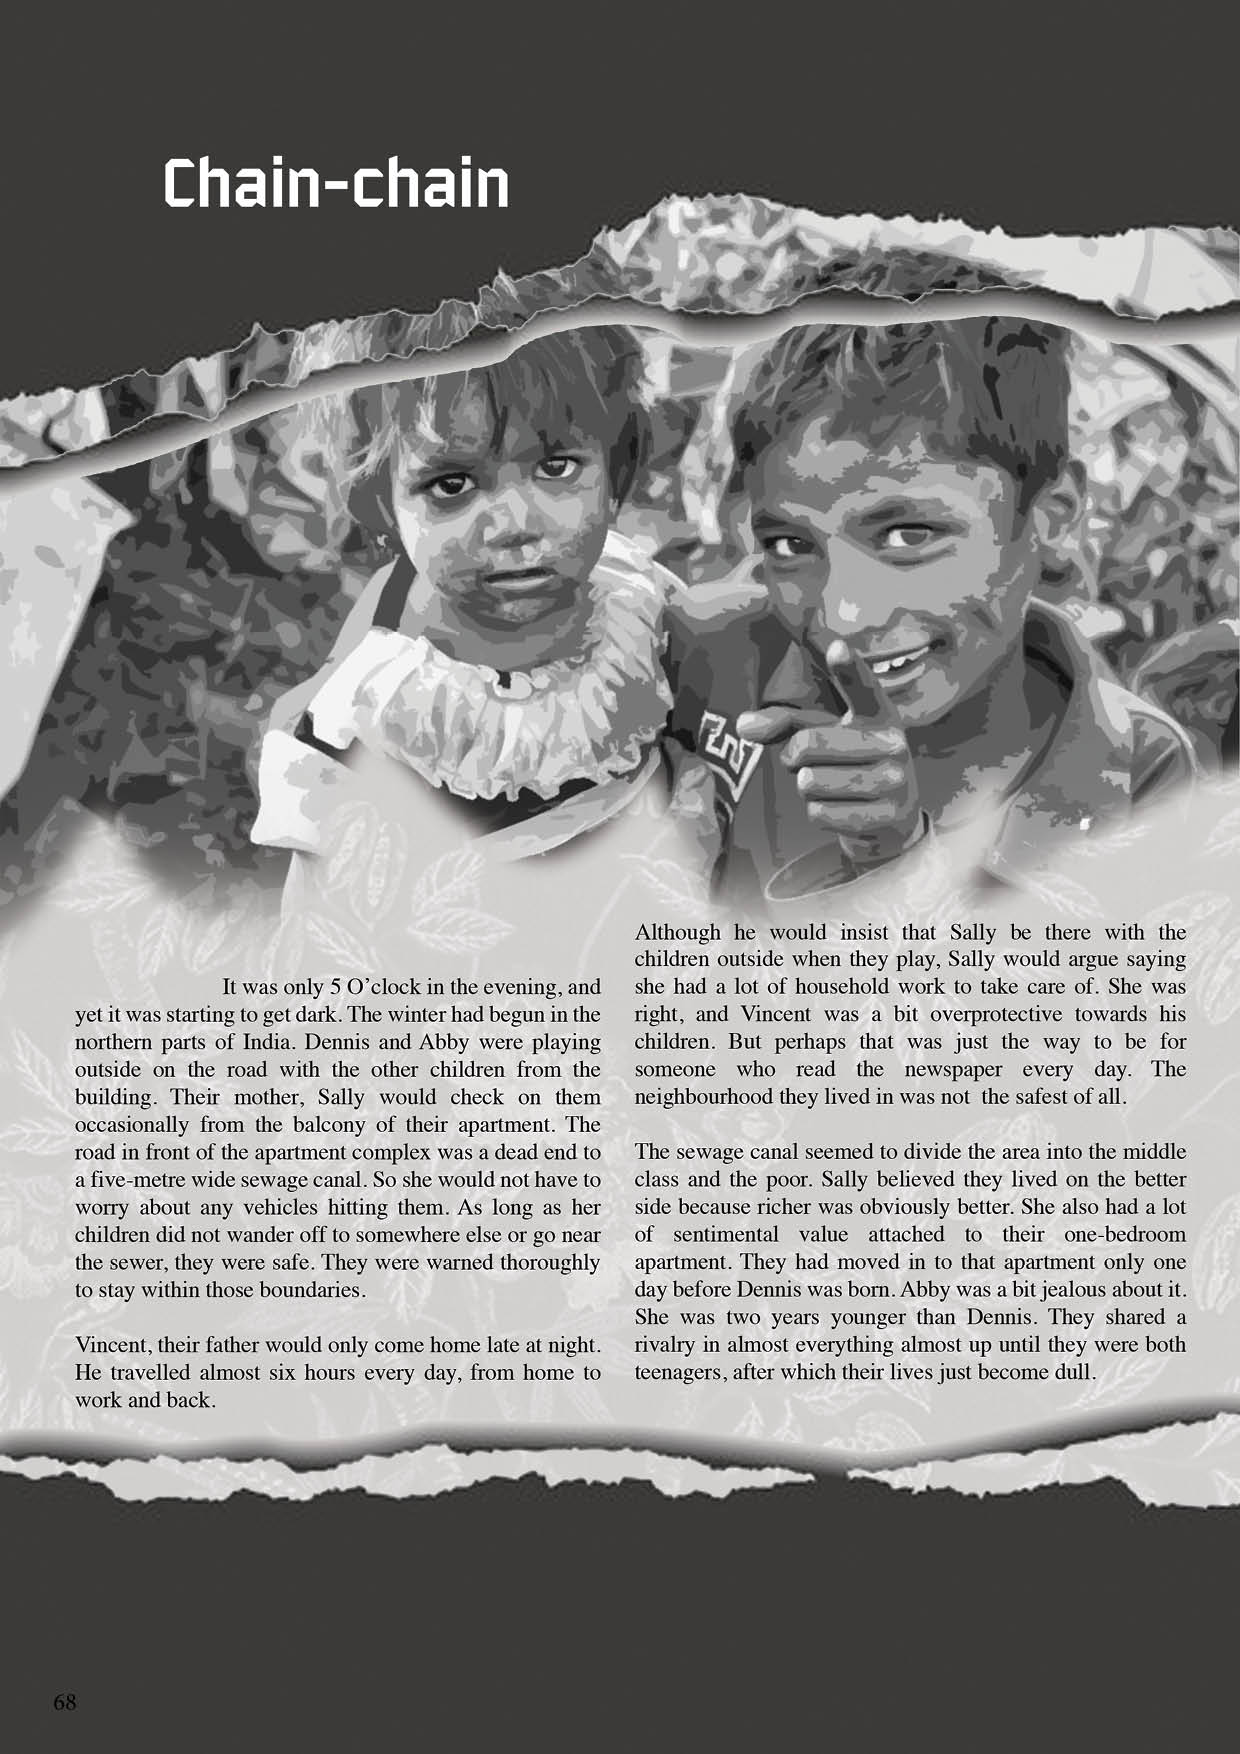 Chain-chain
It was only 5 O’clock in the evening, and
yet it was starting to get dark. The winter had begun in the
northern parts of India. Dennis and Abby were playing
outside on the road with the other children from the
building. Their mother, Sally would check on them
occasionally from the balcony of their apartment. The
road in front of the apartment complex was a dead end to
a five-metre wide sewage canal. So she would not have to
worry about any vehicles hitting them. As long as her
children did not wander off to somewhere else or go near
the sewer, they were safe. They were warned thoroughly
to stay within those boundaries.
Vincent, their father would only come home late at night.
He travelled almost six hours every day, from home to
work and back.
Although he would insist that Sally be there with the
children outside when they play, Sally would argue saying
she had a lot of household work to take care of. She was
right, and Vincent was a bit overprotective towards his
children. But perhaps that was just the way to be for
someone who read the newspaper every day. The
neighbourhood they lived in was not the safest of all.
The sewage canal seemed to divide the area into the middle
class and the poor. Sally believed they lived on the better
side because richer was obviously better. She also had a lot
of sentimental value attached to their one-bedroom
apartment. They had moved in to that apartment only one
day before Dennis was born. Abby was a bit jealous about it.
She was two years younger than Dennis. They shared a
rivalry in almost everything almost up until they were both
teenagers, after which their lives just become dull.
68